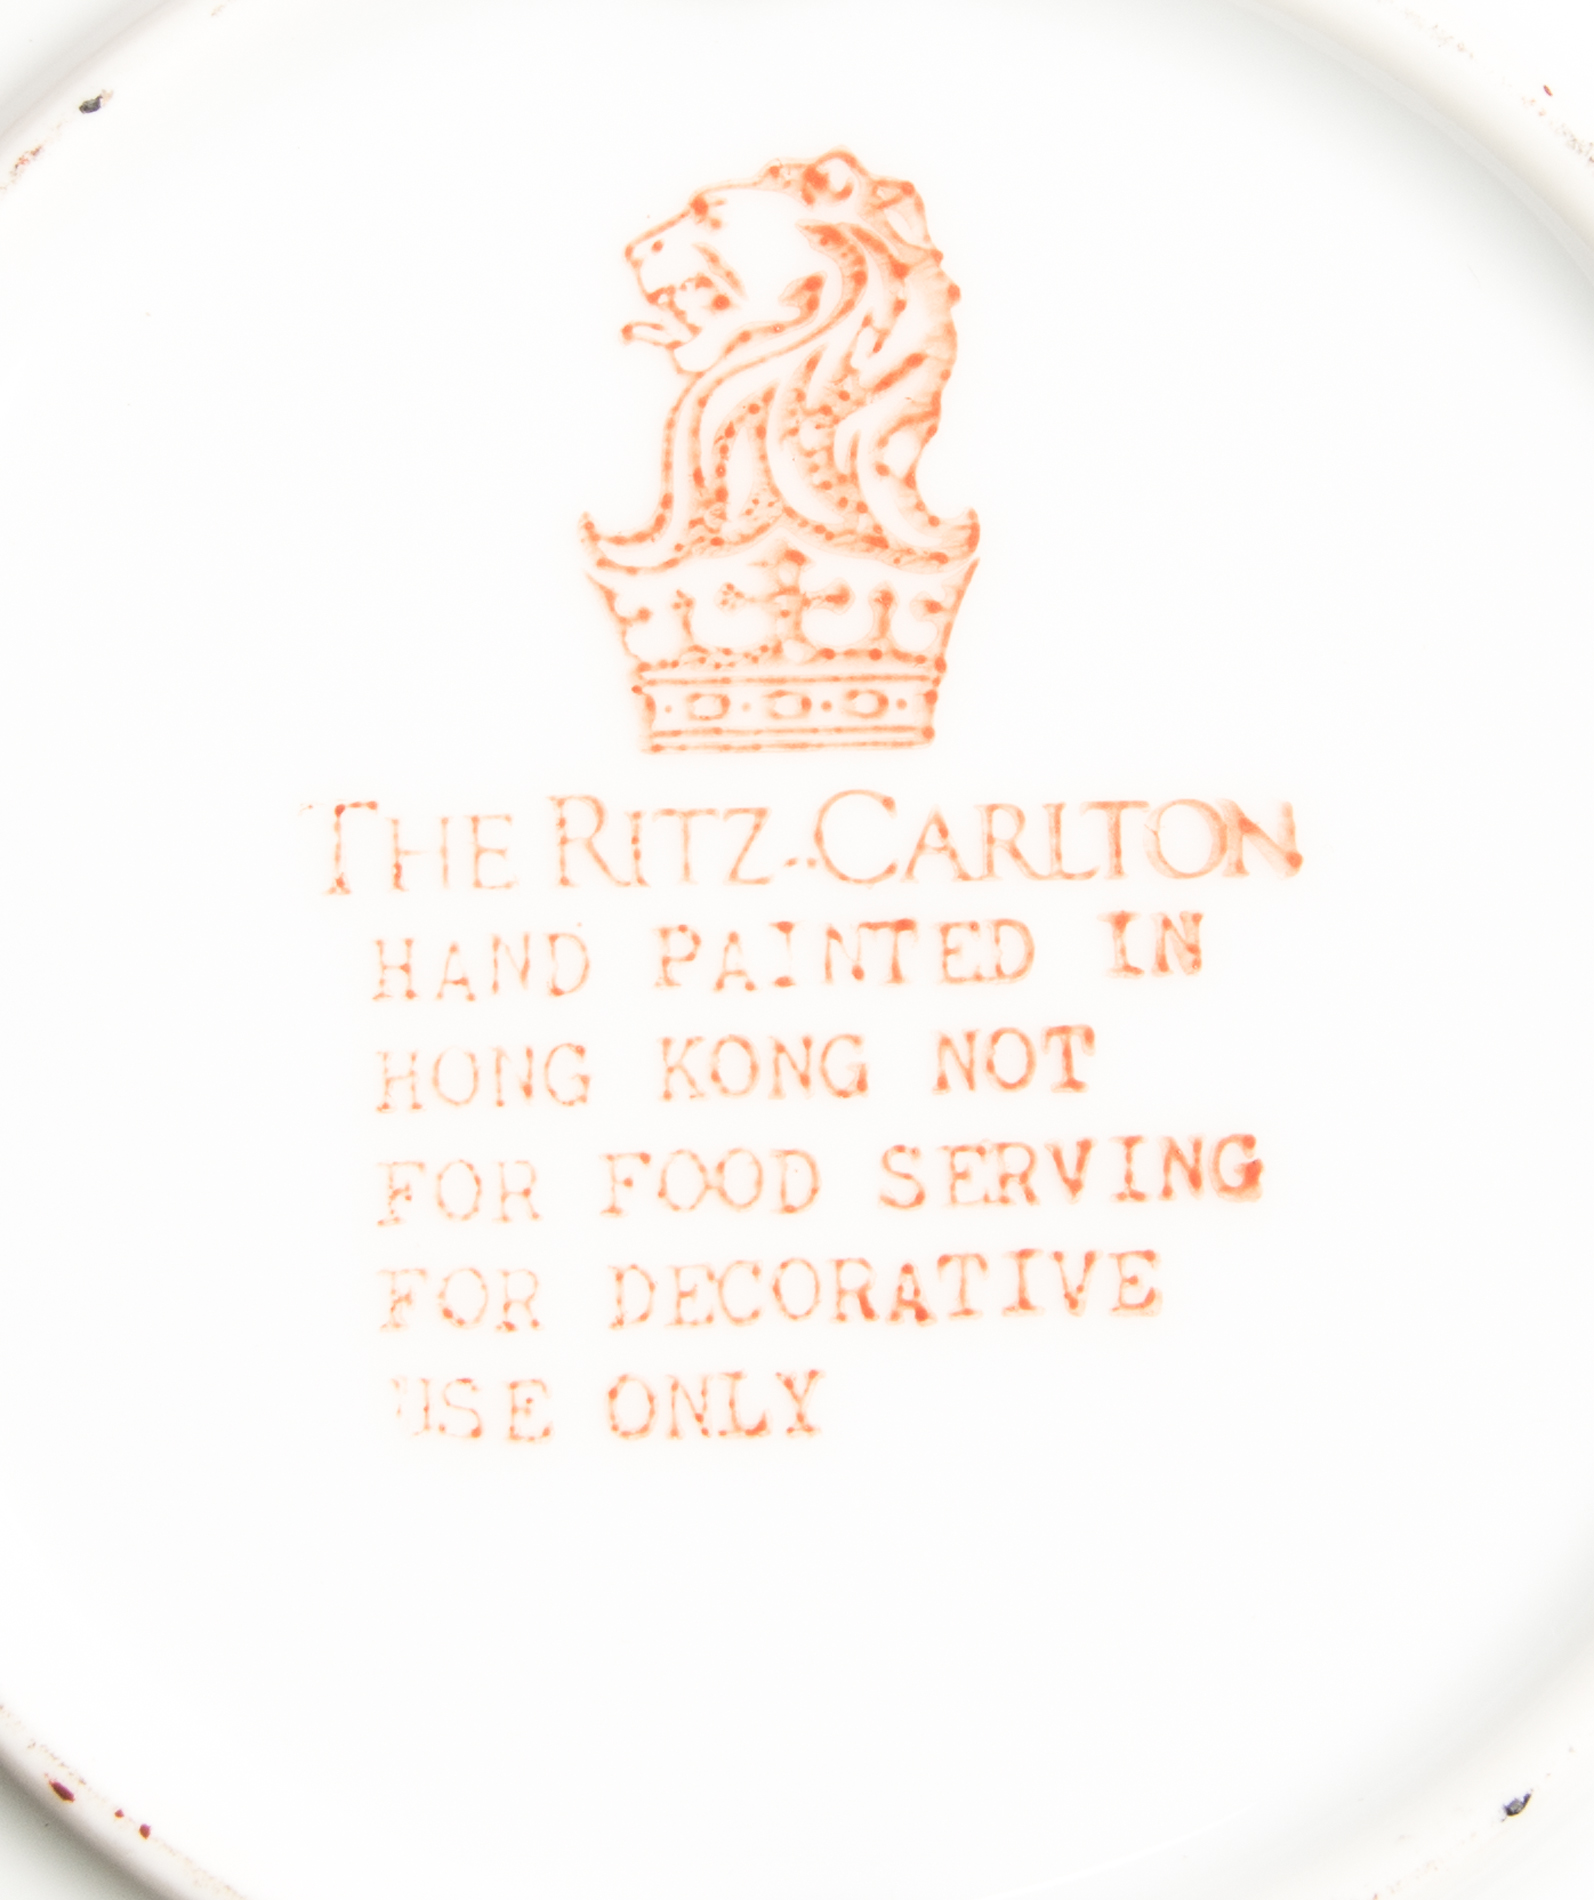 THE RITZ-CARLTON
HAND PAINTED IN
HONG KONG NOT
FOR FOOD SERVING
FOR DECORATIVE
USE ONLY